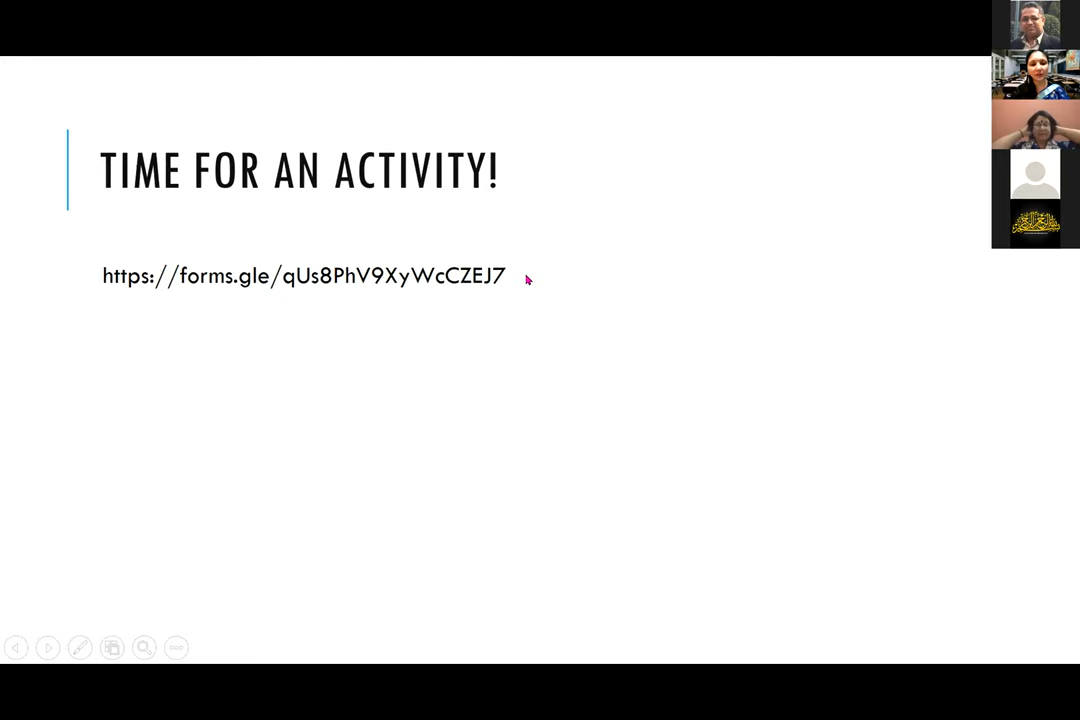 TIME FOR AN ACTIVITY!
https://forms.gle/qUs8PhV9XyWcCZEJ7